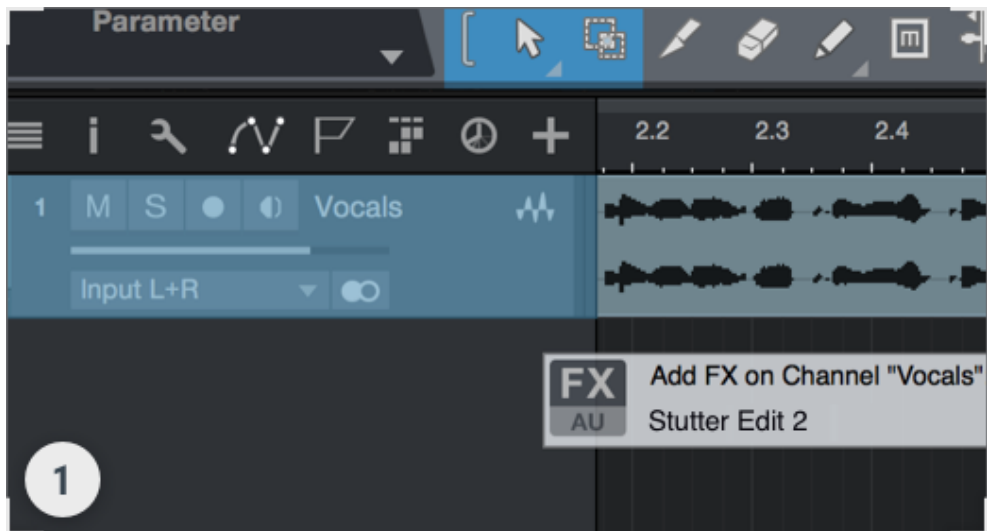 Parameter
i
2.2 2.3 2.4
1 M S Vocals
Input L+R
FX Add FX on Channel "Vocals"
AU Stutter Edit 2
1